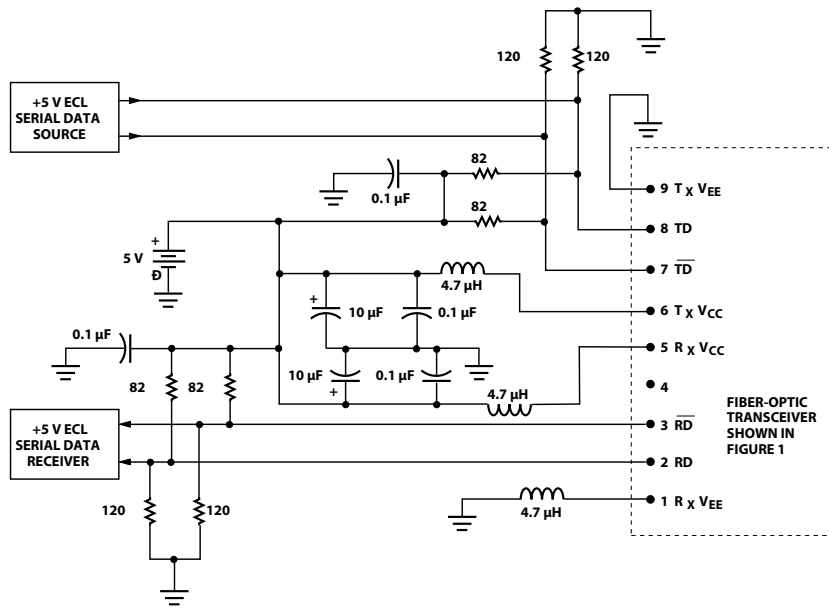 120
120
+5 V ECL
SERIAL DATA
SOURCE
82
0.1 µF
82
9 TX VEE
8 TD
7 TD
6 TX VCC
5 RX VCC
4
3 RD
2 RD
1 RX VEE
+
5 V
Đ
4.7 µH
+
10 µF
0.1 µF
0.1 µF
82
82
10 µF
+
0.1 µF
4.7 µH
+5 V ECL
SERIAL DATA
RECEIVER
120
120
4.7 µH
FIBER-OPTIC
TRANSCEIVER
SHOWN IN
FIGURE 1